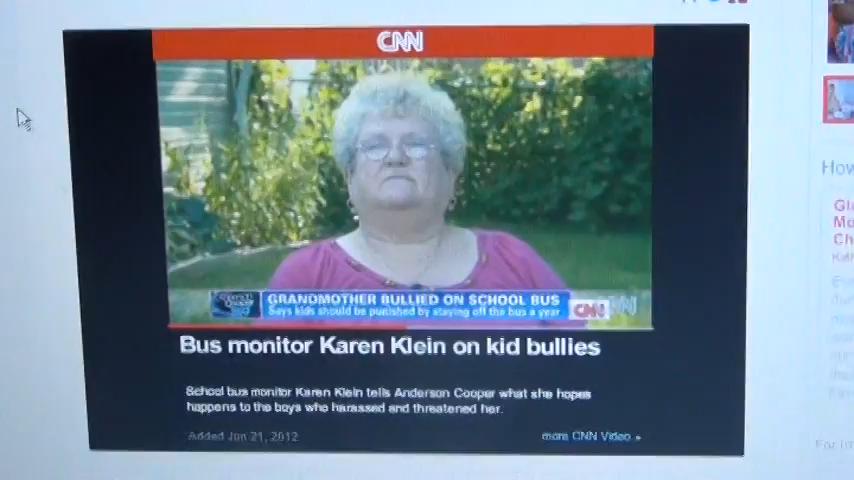 CNN
GRANDMOTHER BULLIED ON SCHOOL BUS
Says kids should be punished by staying off the bus a year
CNN
Bus monitor Karen Klein on kid bullies
School bus monitor Karen Klein tells Anderson Cooper what she hopes
happens to the boys who harassed and threatened her.
Added Jun 21, 2012
more CNN Video
How